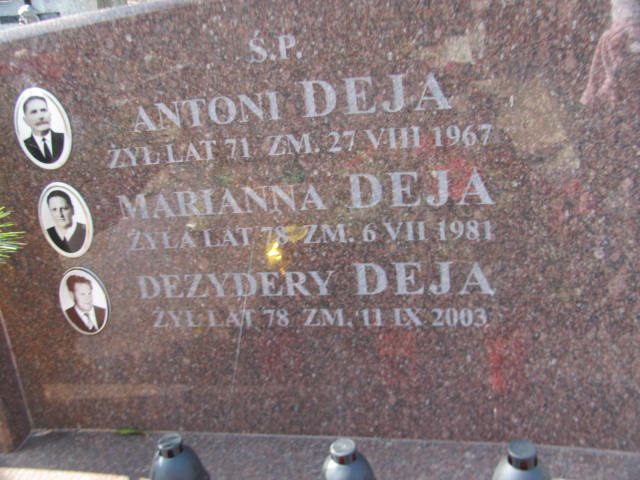 Ś.P.
ANTONI DEJA
ŻYŁ LAT 71 ZM. 27 VIII 1967
MARIANNA DEJA
ŻYŁA LAT 78 ZM. 6 VII 1981
DEZYDERY DEJA
ŻYŁ LAT 78 ZM. 11 IX 2003